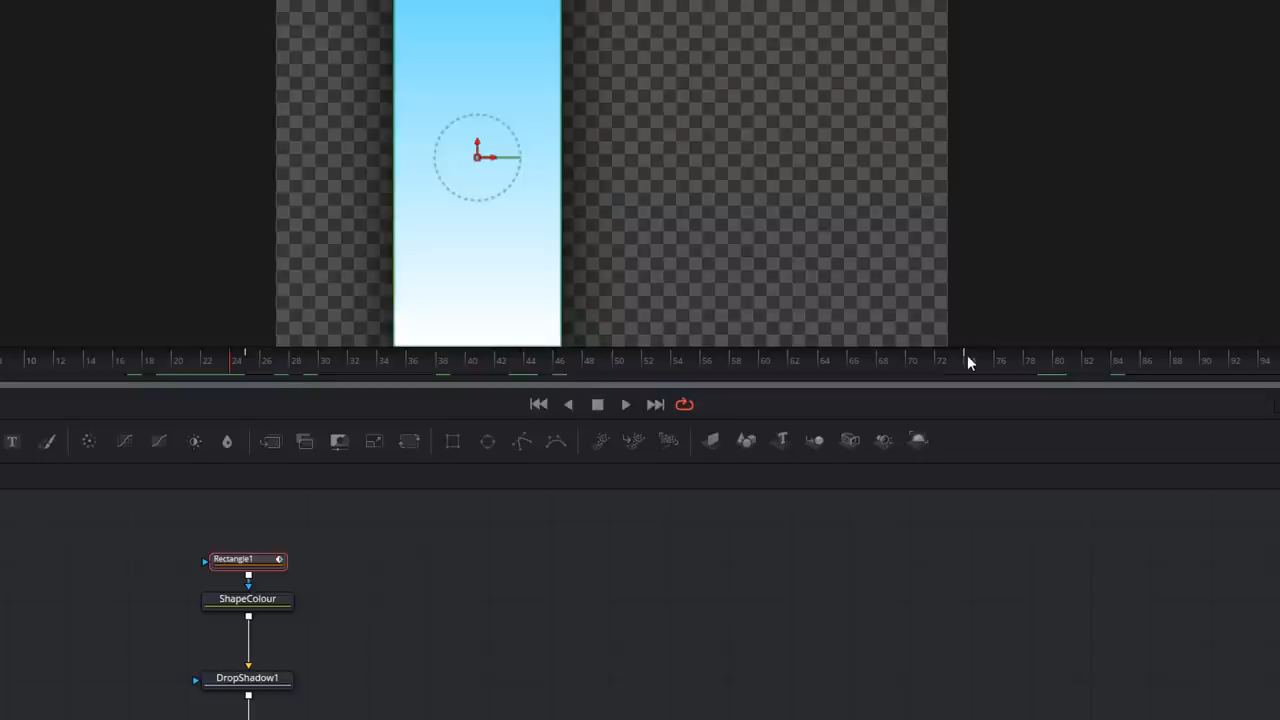 10 12 14 16 18 20 22 24 26 28 30 32 34 36 38 40 42 44 46 48 50 52 54 56 58 60 62 64 66 68 70 72 76 78 80 82 84 86 88 90 92 94
T
T
Rectangle1
ShapeColour
DropShadow1